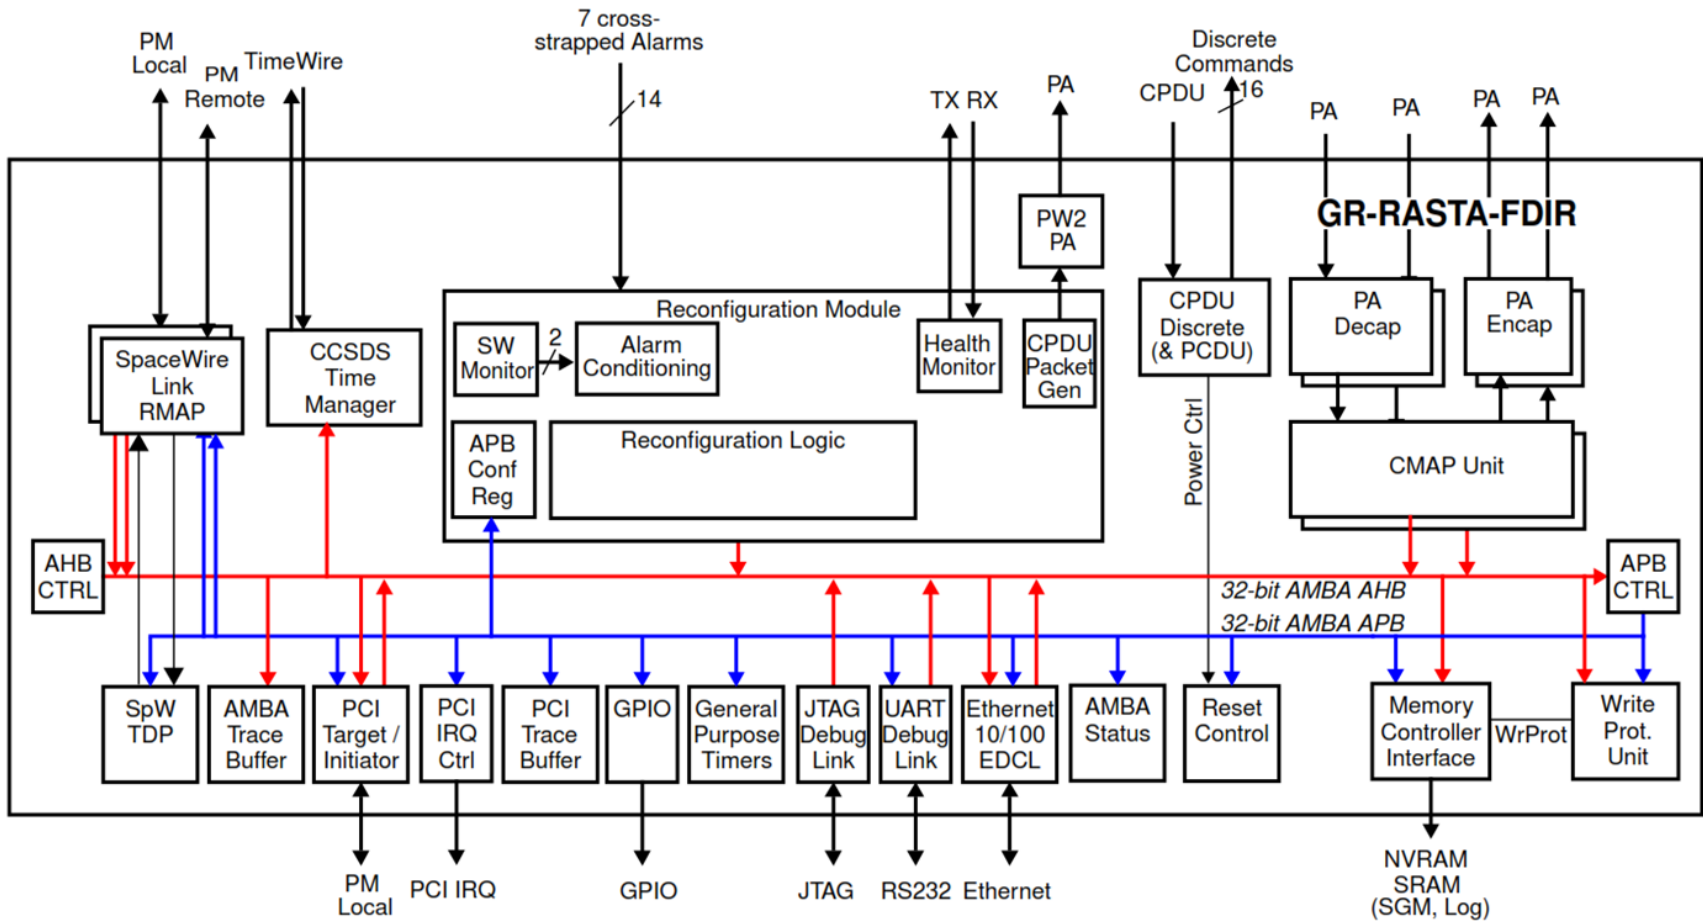 7 cross-
strapped Alarms
14
PM
Local
PM
Remote
TimeWire
TX RX
PA
CPDU
Discrete
Commands
16
PA
PA
PA
PA
GR-RASTA-FDIR
PW2
PA
Reconfiguration Module
SW
Monitor
2
Alarm
Conditioning
Health
Monitor
CPDU
Packet
Gen
APB
Conf
Reg
Reconfiguration Logic
SpaceWire
Link
RMAP
CCSDS
Time
Manager
CPDU
Discrete
(& PCDU)
Power Ctrl
PA
Decap
PA
Encap
CMAP Unit
AHB
CTRL
APB
CTRL
32-bit AMBA AHB
32-bit AMBA APB
SpW
TDP
AMBA
Trace
Buffer
PCI
Target /
Initiator
PCI
IRQ
Ctrl
PCI
Trace
Buffer
GPIO
General
Purpose
Timers
JTAG
Debug
Link
UART
Debug
Link
Ethernet
10/100
EDCL
AMBA
Status
Reset
Control
Memory
Controller
Interface
WrProt
Write
Prot.
Unit
PM
Local
PCI IRQ
GPIO
JTAG
RS232
Ethernet
NVRAM
SRAM
(SGM, Log)